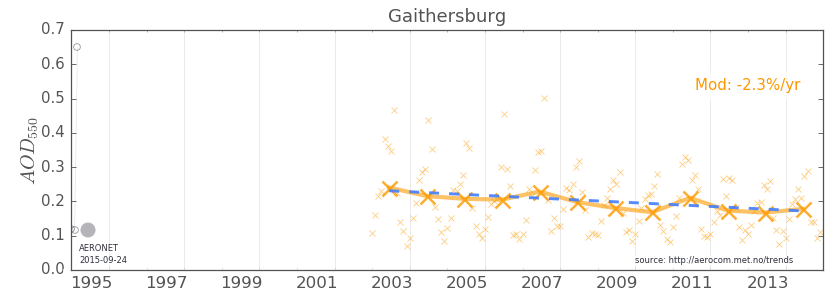 Gaithersburg
0.7
0.6
0.5
0.4
0.3
0.2
0.1
0.0
AOD550
Mod: -2.3%/yr
AERONET
2015-09-24
source: http://aerocom.met.no/trends
1995 1997 1999 2001 2003 2005 2007 2009 2011 2013